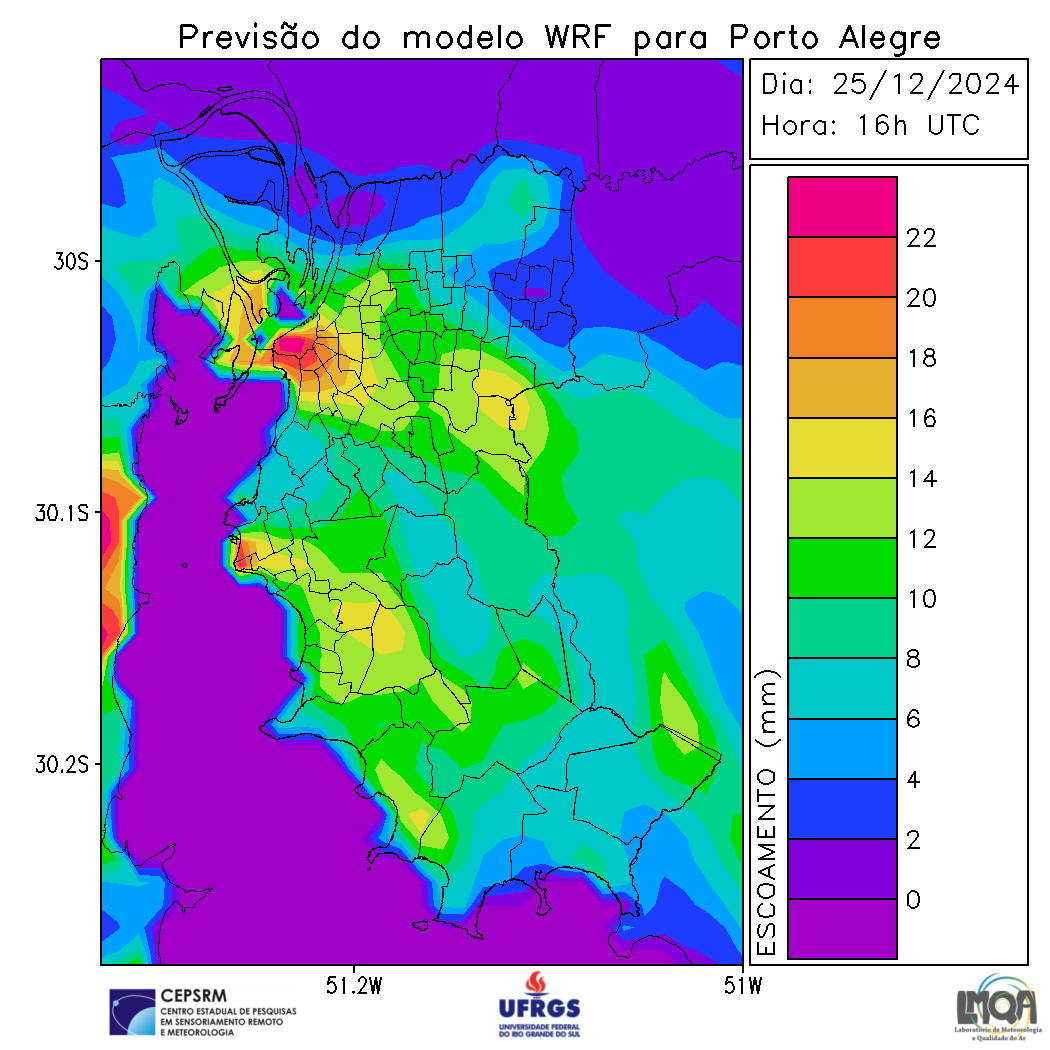 Previsão do modelo WRF para Porto Alegre
Dia: 25/12/2024
Hora: 16h UTC
30S
30.1S
30.2S
51.2W
51W
22
20
18
16
14
12
10
8
6
4
2
0
ESCOAMENTO (mm)
CEPSRM
CENTRO ESTADUAL DE PESQUISAS
EM SENSORIAMENTO REMOTO
E METEOROLOGIA
UFRGS
UNIVERSIDADE FEDERAL
DO RIO GRANDE DO SUL
LMQA
Laboratório de Meteorologia
e Qualidade do Ar